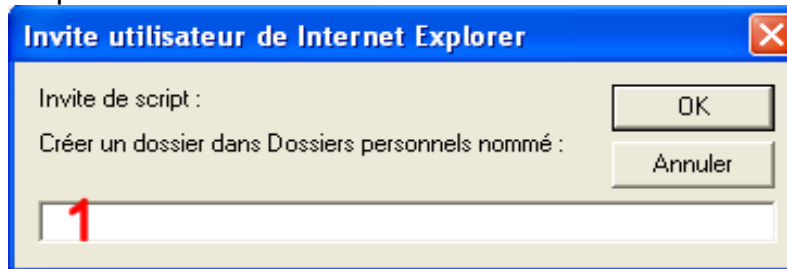 Invite utilisateur de Internet Explorer
Invite de script :
OK
Créer un dossier dans Dossiers personnels nommé :
Annuler
1